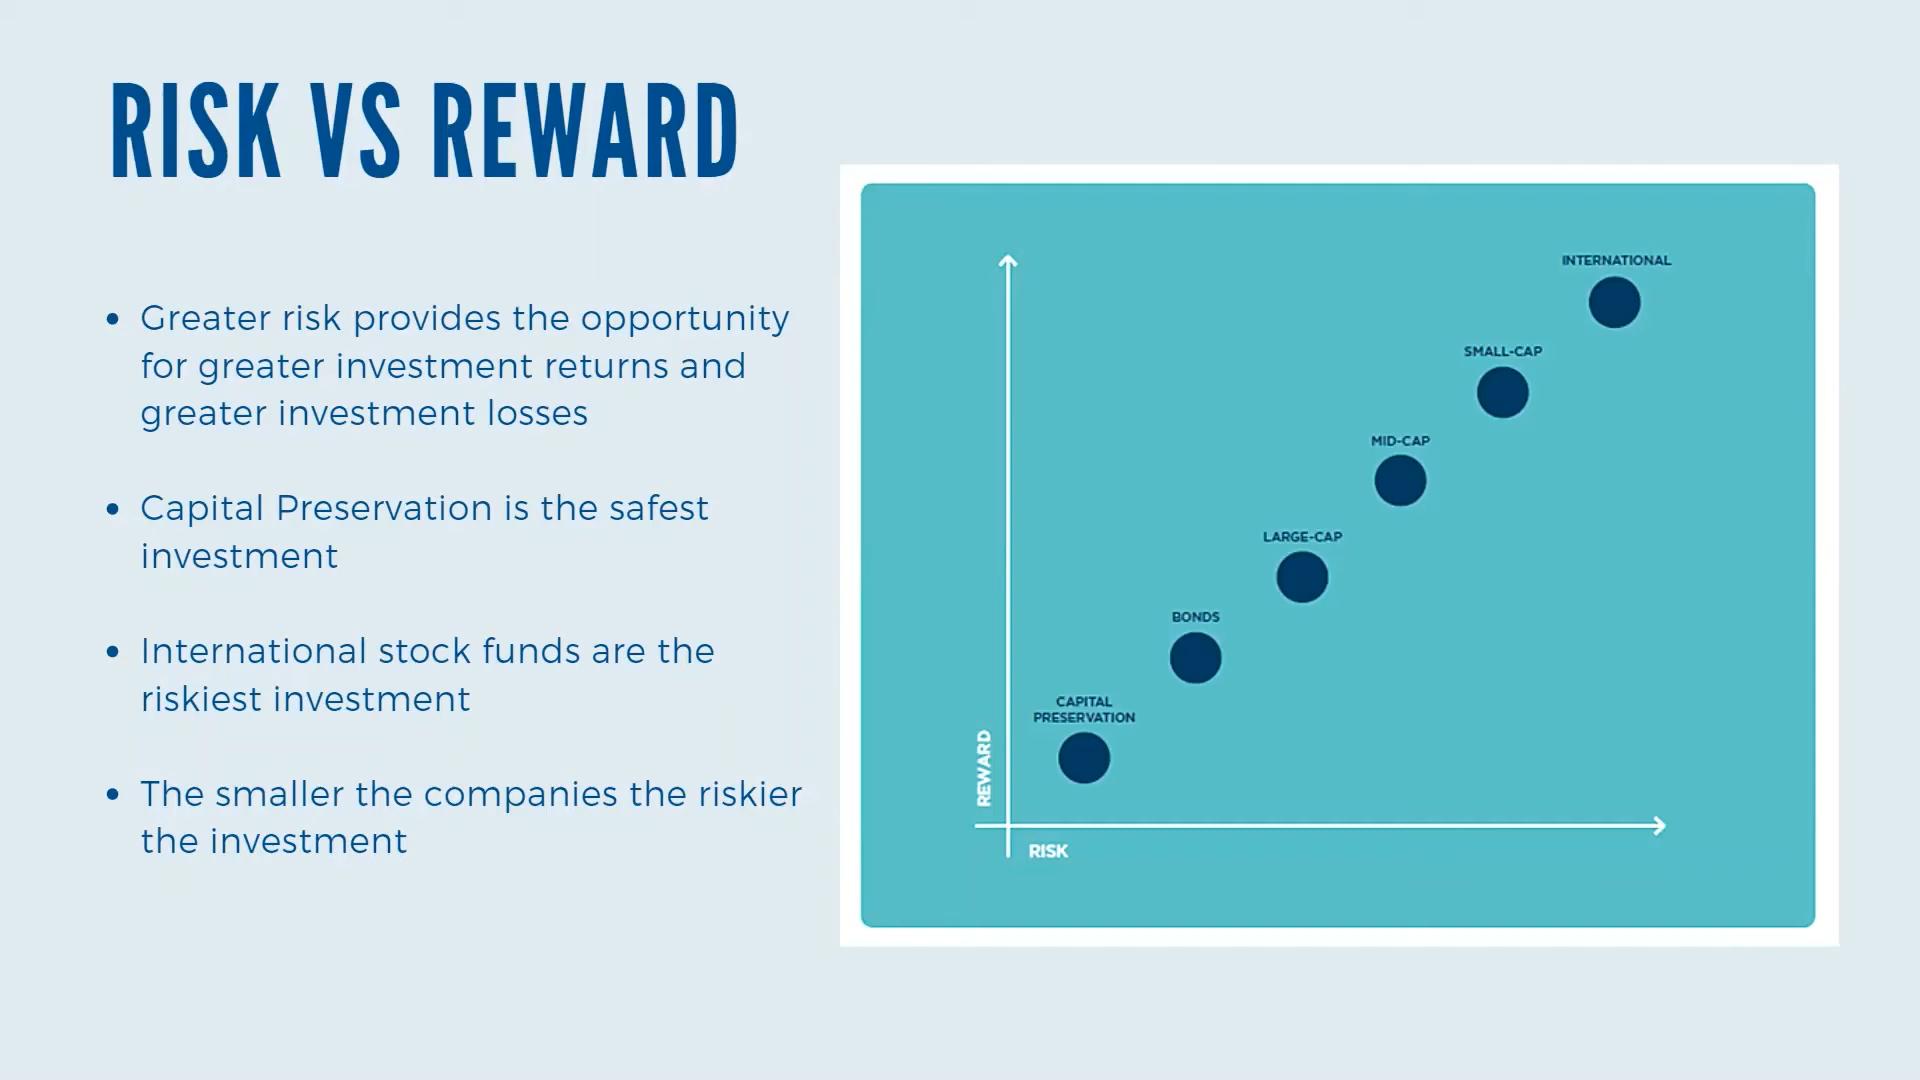 RISK VS REWARD
• Greater risk provides the opportunity
for greater investment returns and
greater investment losses
• Capital Preservation is the safest
investment
• International stock funds are the
riskiest investment
• The smaller the companies the riskier
the investment
INTERNATIONAL
SMALL-CAP
MID-CAP
LARGE-CAP
BONDS
CAPITAL
PRESERVATION
REWARD
RISK